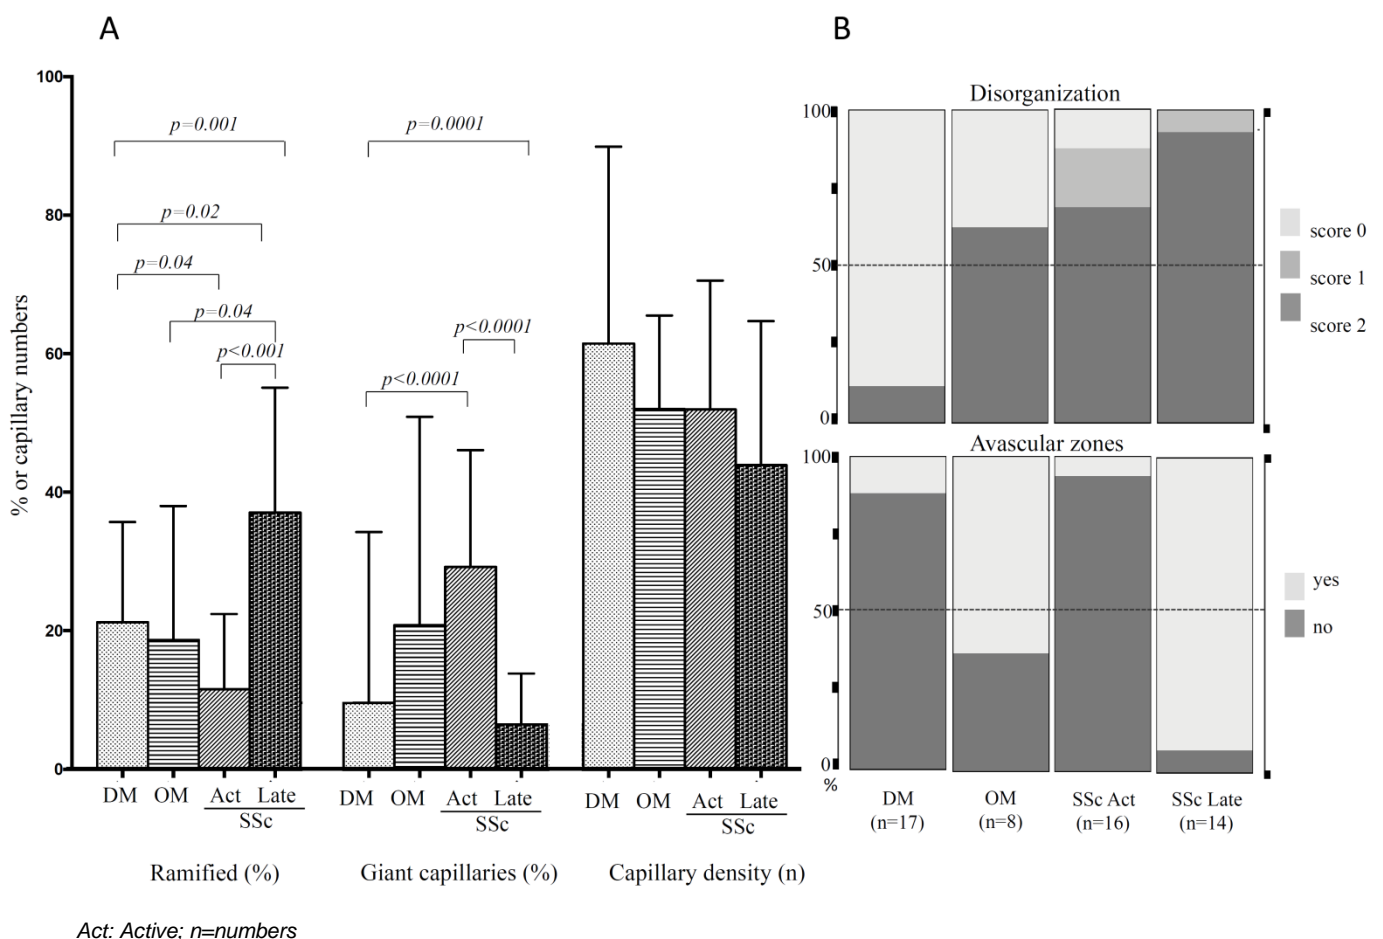 A
B
100
80
60
40
20
0
% or capillary numbers
p=0.001
p=0.02
p=0.04
p=0.04
p<0.001
p=0.0001
p<0.0001
p<0.0001
DM OM Act Late
SSc
DM OM Act Late
SSc
DM OM Act Late
SSc
Ramified (%)
Giant capillaries (%)
Capillary density (n)
Disorganization
100
50
0
score 0
score 1
score 2
Avascular zones
100
50
0
%
yes
no
DM
(n=17)
OM
(n=8)
SSc Act
(n=16)
SSc Late
(n=14)
Act: Active; n=numbers